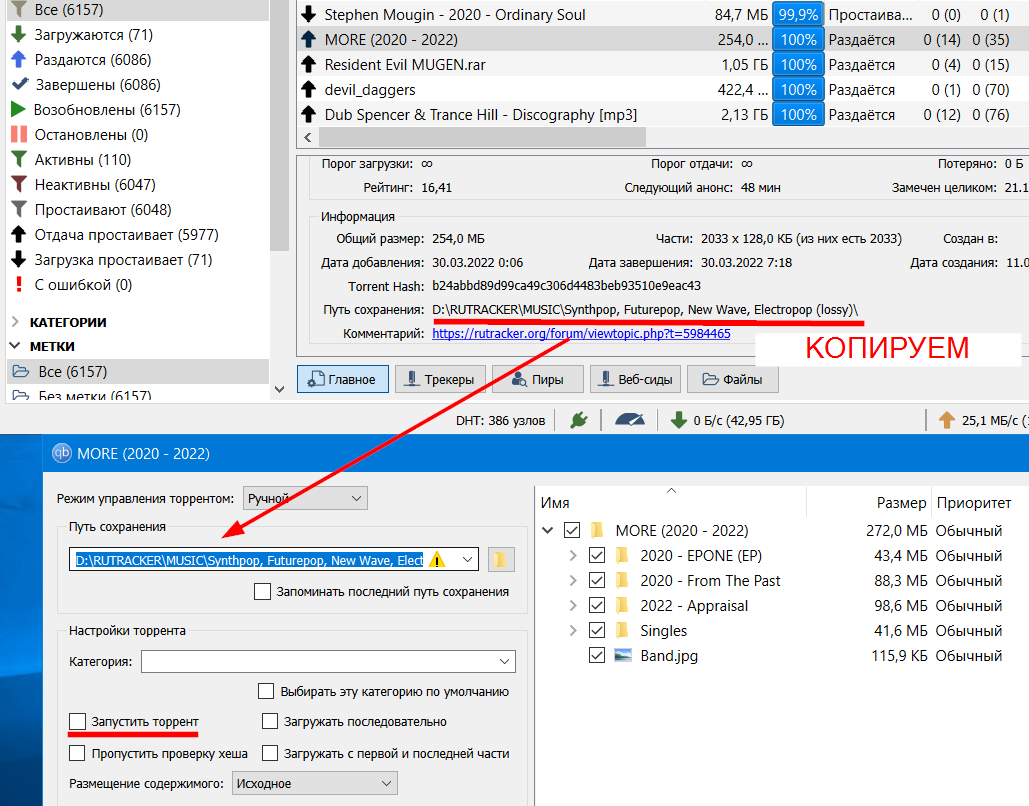 Все (6157)
Загружаются (71)
Раздаются (6086)
Завершены (6086)
Возобновлены (6157)
Остановлены (0)
Активны (110)
Неактивны (6047)
Простаивают (6048)
Отдача простаивает (5977)
Загрузка простаивает (71)
С ошибкой (0)
КАТЕГОРИИ
МЕТКИ
Все (6157)
Без метки (6157)
Stephen Mougin - 2020 - Ordinary Soul 84,7 МБ 99,9% Простаива... 0 (0) 0 (1)
MORE (2020 - 2022) 254,0 ... 100% Раздаётся 0 (14) 0 (35)
Resident Evil MUGEN.rar 1,05 ГБ 100% Раздаётся 0 (4) 0 (15)
devil_daggers 422,4 ... 100% Раздаётся 0 (1) 0 (70)
Dub Spencer & Trance Hill - Discography [mp3] 2,13 ГБ 100% Раздаётся 0 (12) 0 (76)
Порог загрузки: ∞ Порог отдачи: ∞ Потеряно: 0 Б
Рейтинг: 16,41 Следующий анонс: 48 мин Замечен целиком: 21.1
Информация
Общий размер: 254,0 МБ Части: 2033 x 128,0 КБ (из них есть 2033) Создан в:
Дата добавления: 30.03.2022 0:06 Дата завершения: 30.03.2022 7:18 Дата создания: 11.0
Torrent Hash: b24abbd89d99ca49c306d4483beb93510e9eac43
Путь сохранения: D:\RUTRACKER\MUSIC\Synthpop, Futurepop, New Wave, Electropop (lossy)\
Комментарий: https://rutracker.org/forum/viewtopic.php?t=5984465
КОПИРУЕМ
Главное Трекеры Пиры Веб-сиды Файлы
DHT: 386 узлов 0 Б/с (42,95 ГБ) 25,1 МБ/с (1
qb MORE (2020 - 2022)
Режим управления торрентом: Ручной
Путь сохранения
D:\RUTRACKER\MUSIC\Synthpop, Futurepop, New Wave, Elect
Запоминать последний путь сохранения
Настройки торрента
Категория:
Выбирать эту категорию по умолчанию
Запустить торрент Загружать последовательно
Пропустить проверку хеша Загружать с первой и последней части
Размещение содержимого: Исходное
Имя Размер Приоритет
MORE (2020 - 2022) 272,0 МБ Обычный
2020 - EPONE (EP) 43,4 МБ Обычный
2020 - From The Past 88,3 МБ Обычный
2022 - Appraisal 98,6 МБ Обычный
Singles 41,6 МБ Обычный
Band.jpg 115,9 КБ Обычный